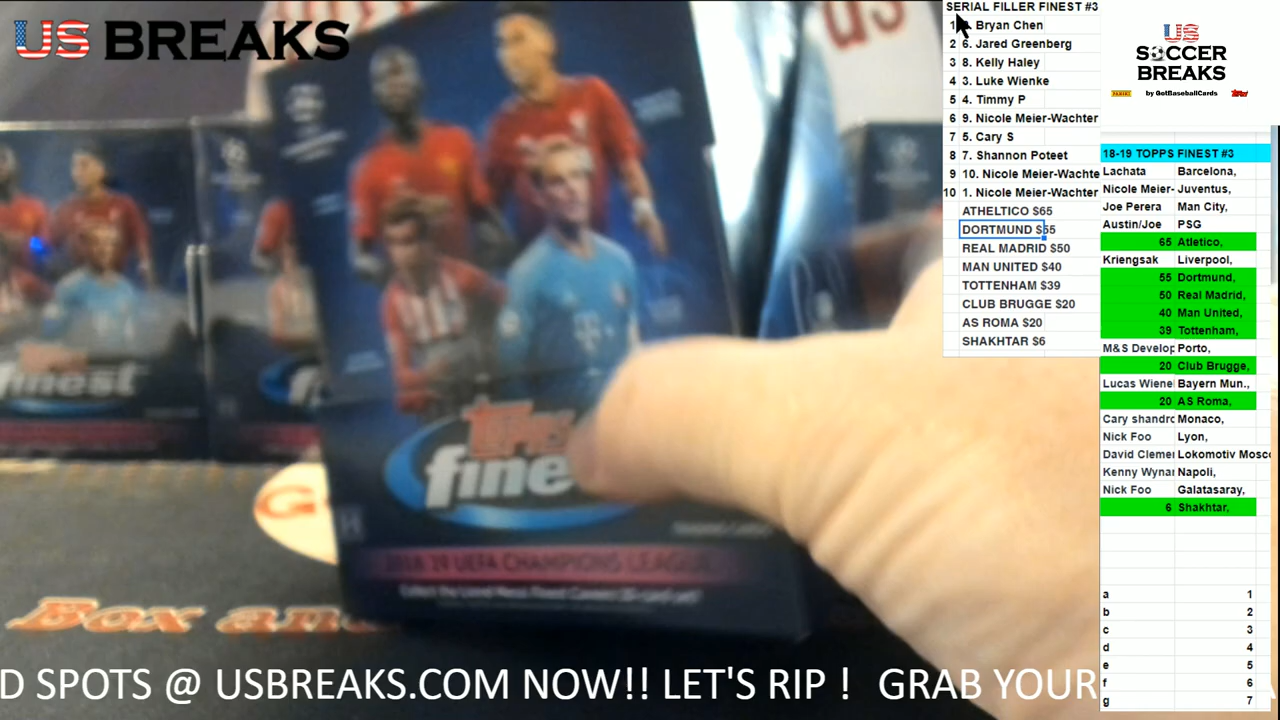 US BREAKS
us
finest
Topps
fine
2018-19 UEFA CHAMPIONS LEAGUE
Box an
SERIAL FILLER FINEST #3
1 Bryan Chen
2 6. Jared Greenberg
3 8. Kelly Haley
4 3. Luke Wienke
5 4. Timmy P
6 9. Nicole Meier-Wachter
7 5. Cary S
8 7. Shannon Poteet
9 10. Nicole Meier-Wachte
10 1. Nicole Meier-Wachter
ATHELTICO $65
DORTMUND $55
REAL MADRID $50
MAN UNITED $40
TOTTENHAM $39
CLUB BRUGGE $20
AS ROMA $20
SHAKHTAR $6
US
SOCCER
BREAKS
PANINI by GotBaseballCards Topps
18-19 TOPPS FINEST #3
Lachata Barcelona,
Nicole Meier- Juventus,
Joe Perera Man City,
Austin/Joe PSG
65 Atletico,
Kriengsak Liverpool,
55 Dortmund,
50 Real Madrid,
40 Man United,
39 Tottenham,
M&S Develop Porto,
20 Club Brugge,
Lucas Wiene Bayern Mun.,
20 AS Roma,
Cary shandro Monaco,
Nick Foo Lyon,
David Clemer Lokomotiv Mosco
Kenny Wynar Napoli,
Nick Foo Galatasaray,
6 Shakhtar,
a 1
b 2
c 3
d 4
e 5
f 6
g 7
D SPOTS @ USBREAKS.COM NOW!! LET'S RIP ! GRAB YOUR